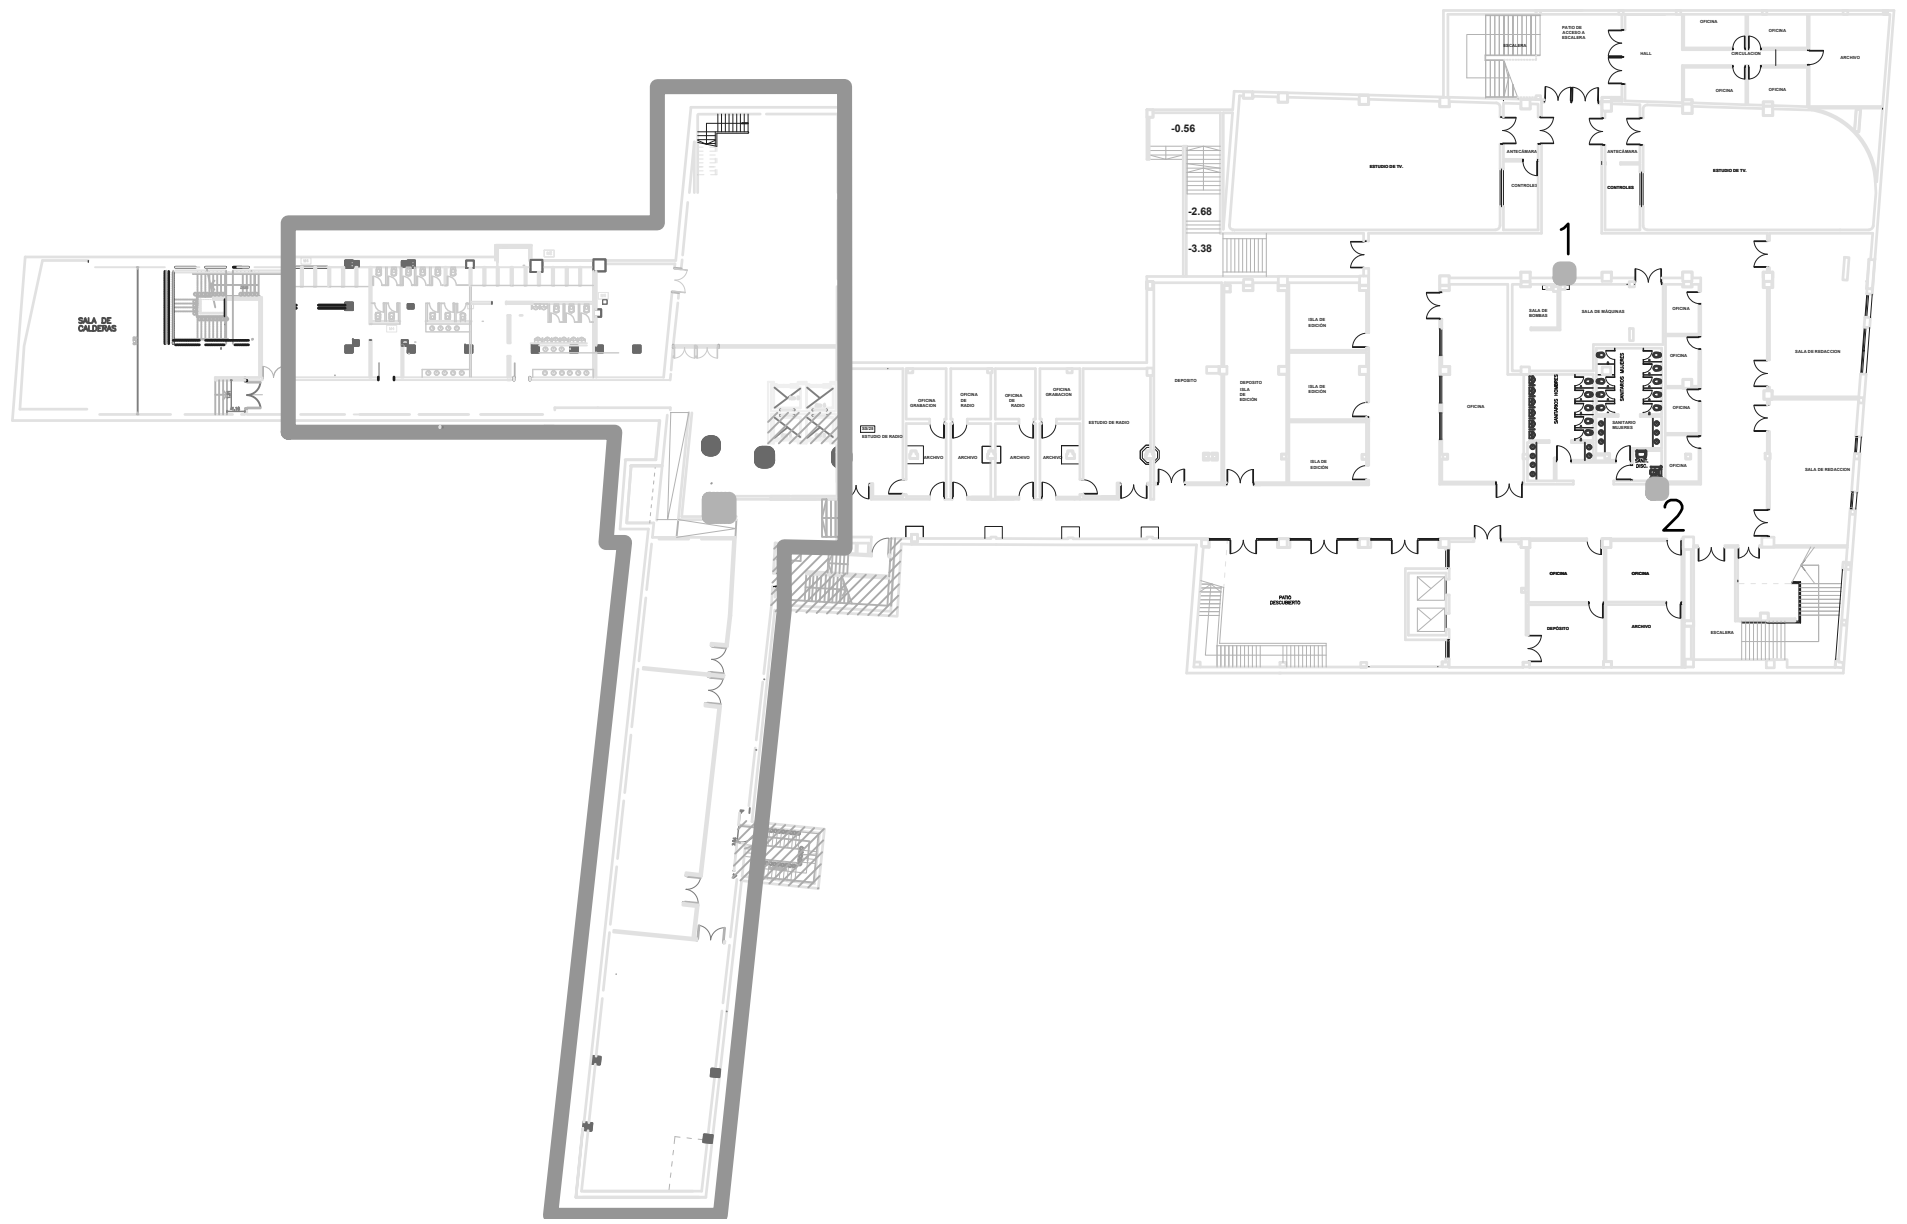 OFICINA
PATIO DE
ACCESO A
ESCALERA
OFICINA
ESCALERA
HALL
CIRCULACION
ARCHIVO
OFICINA
OFICINA
-0.56
ANTECÁMARA
ANTECÁMARA
ESTUDIO DE TV.
ESTUDIO DE TV.
CONTROLES
CONTROLES
-2.68
1
-3.38
SALA DE
CALDERAS
SALA DE
BOMBAS
SALA DE MÁQUINAS
OFICINA
ISLA DE
EDICIÓN
SALA DE REDACCION
OFICINA
DEPOSITO
DEPOSITO
ISLA
DE
EDICIÓN
ISLA DE
EDICIÓN
SANITARIOS HOMBRES
SANITARIOS MUJERES
OFICINA
GRABACION
OFICINA
DE
RADIO
OFICINA
DE
RADIO
OFICINA
GRABACION
OFICINA
OFICINA
ESTUDIO DE RADIO
ESTUDIO DE RADIO
SANITARIO
MUJERES
ARCHIVO
ARCHIVO
ARCHIVO
ARCHIVO
ISLA DE
EDICIÓN
SANIT.
DISC.
OFICINA
SALA DE REDACCION
2
OFICINA
OFICINA
PATIO
DESCUBIERTO
DEPÓSITO
ARCHIVO
ESCALERA